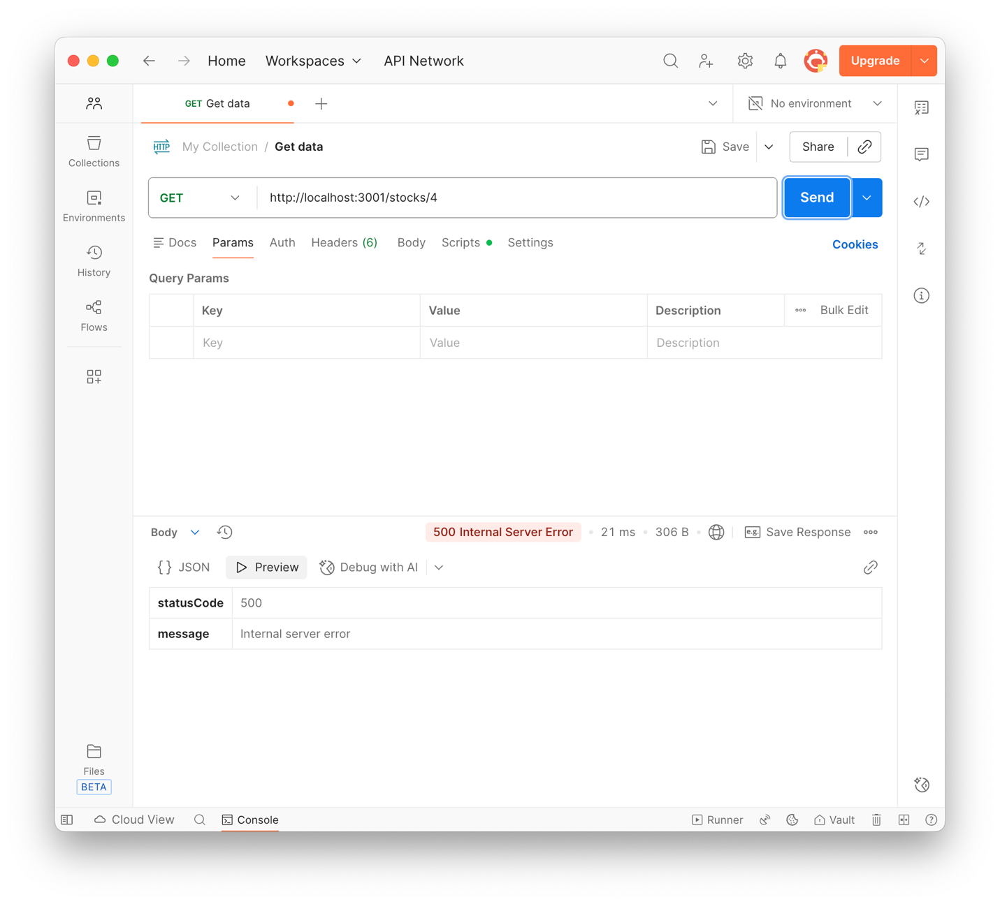 Home Workspaces API Network Upgrade
GET Get data No environment
HTTP My Collection / Get data Save Share
Collections
Environments
History
Flows
Files
BETA
GET http://localhost:3001/stocks/4 Send
Docs Params Auth Headers (6) Body Scripts Settings Cookies
Query Params
Key Value Description Bulk Edit
Key Value Description
Body 500 Internal Server Error 21 ms 306 B e.g. Save Response
{} JSON Preview Debug with AI
statusCode 500
message Internal server error
Cloud View Console Runner Vault